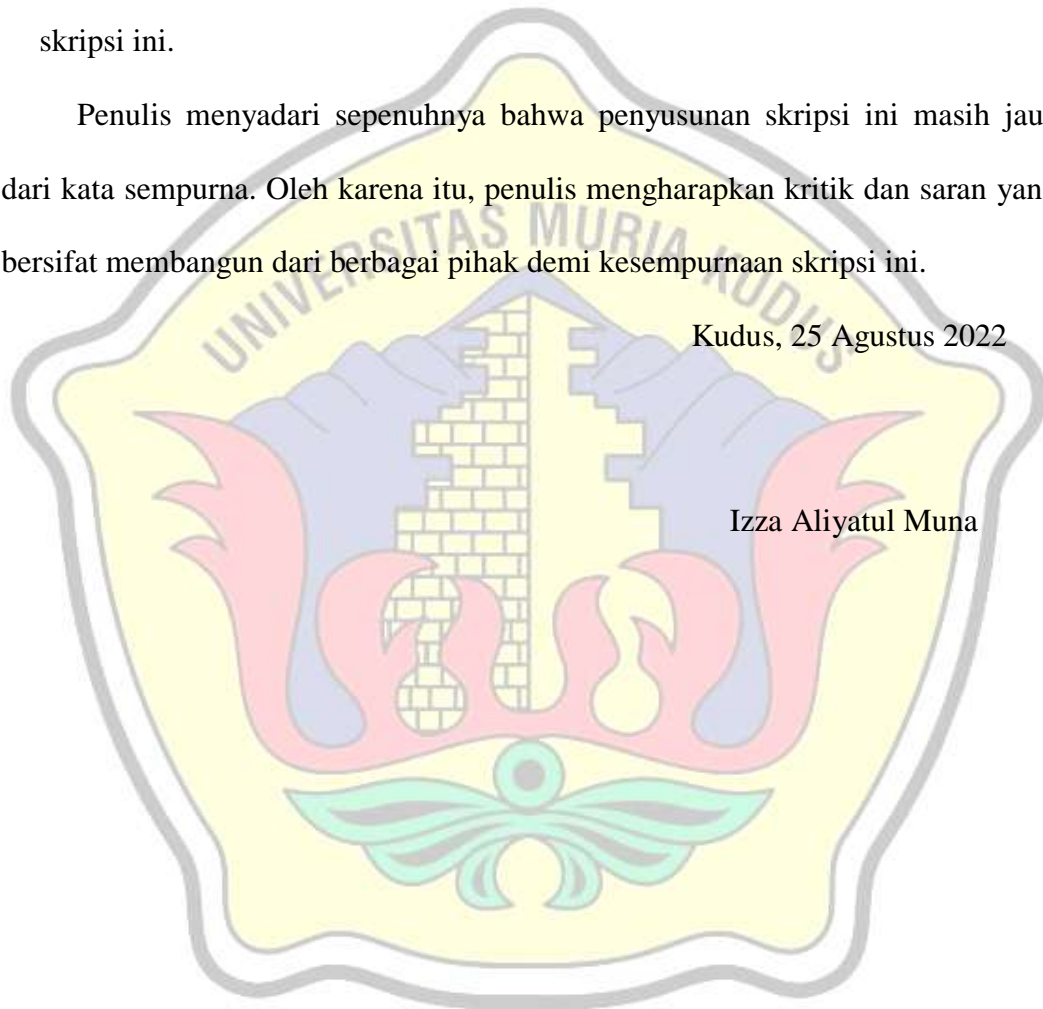 skripsi ini.
Penulis menyadari sepenuhnya bahwa penyusunan skripsi ini masih jau
dari kata sempurna. Oleh karena itu, penulis mengharapkan kritik dan saran yan
bersifat membangun dari berbagai pihak demi kesempurnaan skripsi ini.
UNIVERSITAS MURIA KUDUS
Kudus, 25 Agustus 2022
Izza Aliyatul Muna